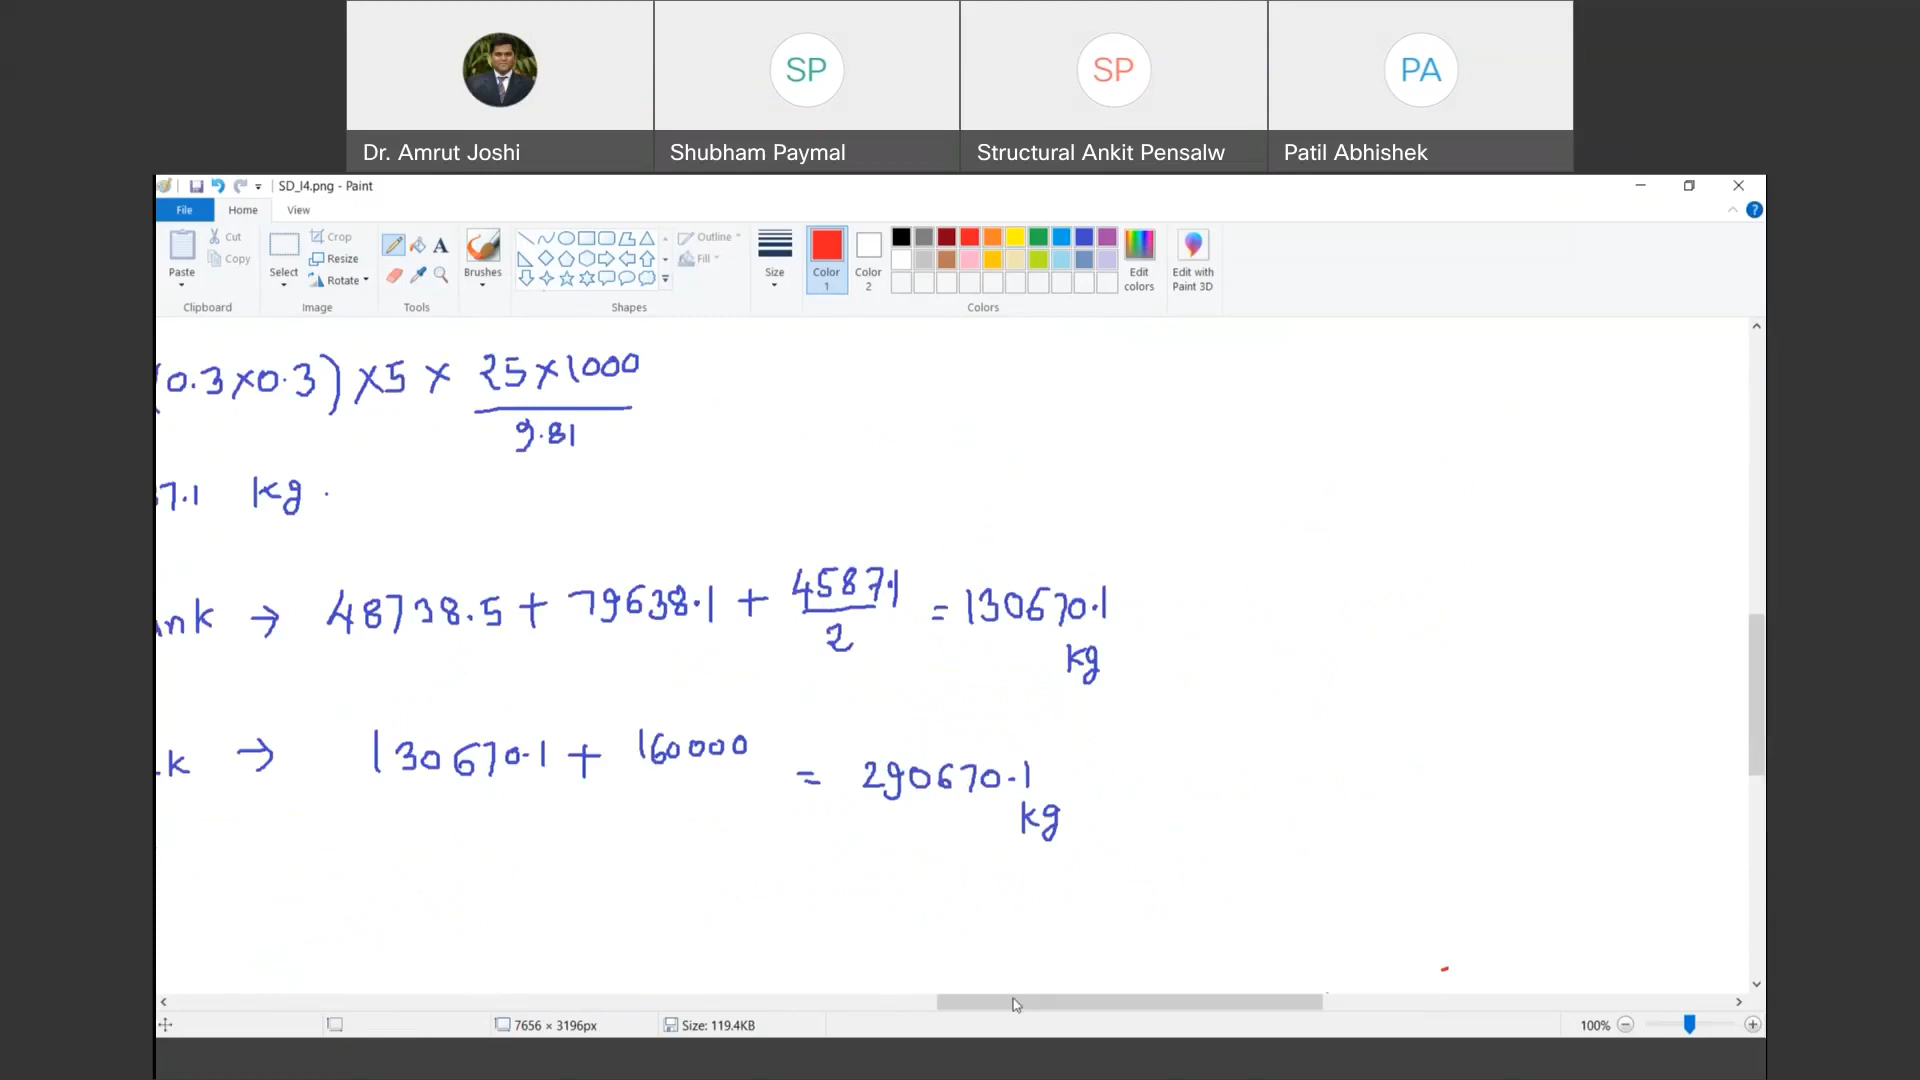 SP
SP
PA
Dr. Amrut Joshi
Shubham Paymal
Structural Ankit Pensalw
Patil Abhishek
SD_l4.png - Paint
File Home View
Paste
Cut
Copy
Clipboard
Select
Crop
Resize
Rotate
Image
A
Tools
Brushes
Outline
Fill
Shapes
Size
Color 1
Color 2
Edit colors
Colors
Edit with Paint 3D
(0.3×0.3) ×5 × 25×1000
9.81
7.1 kg.
ank → 48738.5 + 79638.1 + 4587.1 = 130670.1
2
kg
k → 130670.1 + 160000 = 290670.1
kg
7656 × 3196px Size: 119.4KB 100%